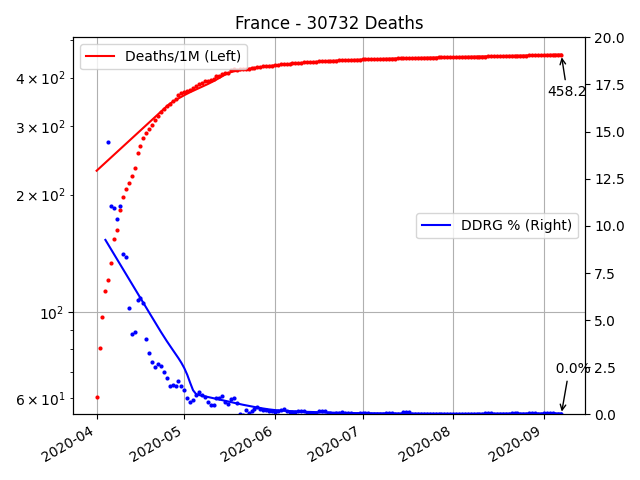 France - 30732 Deaths
Deaths/1M (Left)
DDRG % (Right)
458.2
0.0%
4 × 10²
3 × 10²
2 × 10²
10²
6 × 10¹
20.0
17.5
15.0
12.5
10.0
7.5
5.0
2.5
0.0
2020-04
2020-05
2020-06
2020-07
2020-08
2020-09